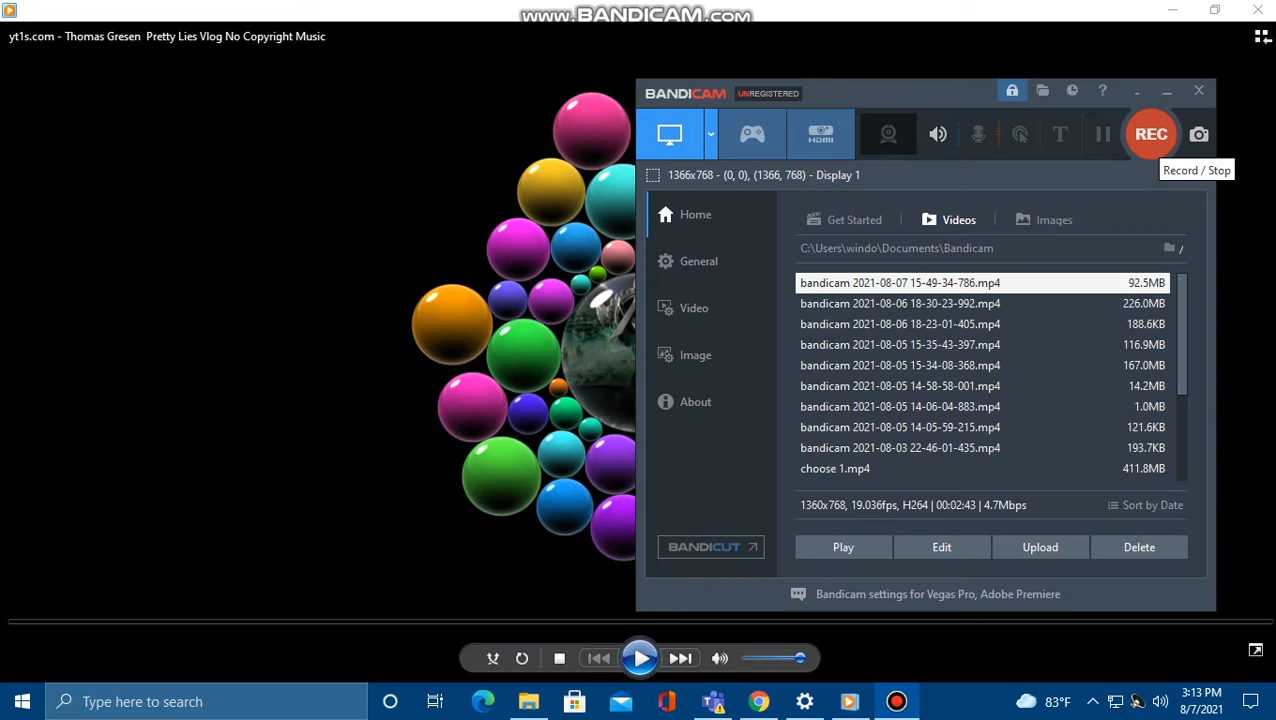 www.BANDICAM.com
yt1s.com - Thomas Gresen  Pretty Lies Vlog No Copyright Music
BANDICAM UNREGISTERED
?
HDMI
T
REC
Record / Stop
1366x768 - (0, 0), (1366, 768) - Display 1
Home
General
Video
Image
About
BANDICUT
Get Started
Videos
Images
C:\Users\windo\Documents\Bandicam
/
bandicam 2021-08-07 15-49-34-786.mp4 92.5MB
bandicam 2021-08-06 18-30-23-992.mp4 226.0MB
bandicam 2021-08-06 18-23-01-405.mp4 188.6KB
bandicam 2021-08-05 15-35-43-397.mp4 116.9MB
bandicam 2021-08-05 15-34-08-368.mp4 167.0MB
bandicam 2021-08-05 14-58-58-001.mp4 14.2MB
bandicam 2021-08-05 14-06-04-883.mp4 1.0MB
bandicam 2021-08-05 14-05-59-215.mp4 121.6KB
bandicam 2021-08-03 22-46-01-435.mp4 193.7KB
choose 1.mp4 411.8MB
1360x768, 19.036fps, H264 | 00:02:43 | 4.7Mbps
Sort by Date
Play
Edit
Upload
Delete
Bandicam settings for Vegas Pro, Adobe Premiere
Type here to search
83°F
3:13 PM
8/7/2021